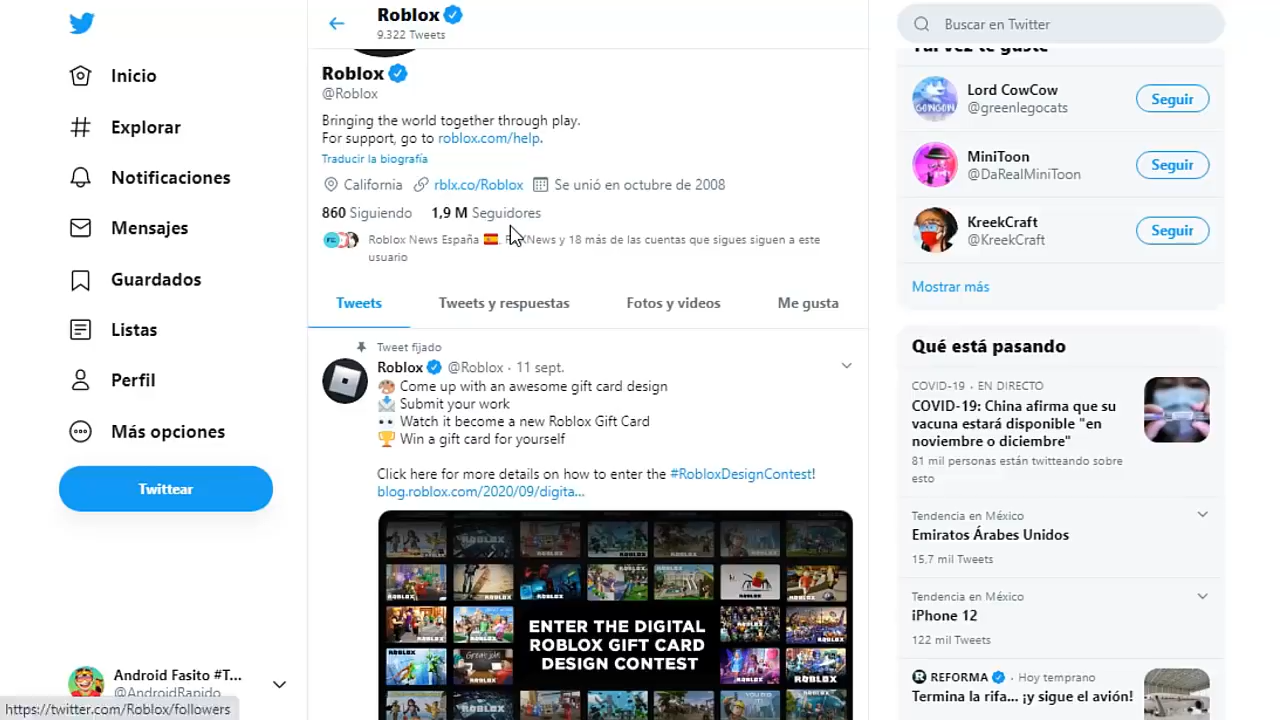 Inicio
Explorar
Notificaciones
Mensajes
Guardados
Listas
Perfil
Más opciones
Twittear
Android Fasito #T...
@AndroidRapido
https://twitter.com/Roblox/followers
Roblox
9.322 Tweets
Roblox
@Roblox
Bringing the world together through play.
For support, go to roblox.com/help.
Traducir la biografía
California rblx.co/Roblox Se unió en octubre de 2008
860 Siguiendo 1,9 M Seguidores
Roblox News España News y 18 más de las cuentas que sigues siguen a este
usuario
Tweets Tweets y respuestas Fotos y videos Me gusta
Tweet fijado
Roblox @Roblox · 11 sept.
Come up with an awesome gift card design
Submit your work
Watch it become a new Roblox Gift Card
Win a gift card for yourself
Click here for more details on how to enter the #RobloxDesignContest!
blog.roblox.com/2020/09/digita...
ENTER THE DIGITAL
ROBLOX GIFT CARD
DESIGN CONTEST
Buscar en Twitter
Tal vez te guste
Lord CowCow
@greenlegocats
Seguir
MiniToon
@DaRealMiniToon
Seguir
KreekCraft
@KreekCraft
Seguir
Mostrar más
Qué está pasando
COVID-19 · EN DIRECTO
COVID-19: China afirma que su
vacuna estará disponible "en
noviembre o diciembre"
81 mil personas están twitteando sobre
esto
Tendencia en México
Emiratos Árabes Unidos
15,7 mil Tweets
Tendencia en México
iPhone 12
122 mil Tweets
REFORMA · Hoy temprano
Termina la rifa... ¡y sigue el avión!